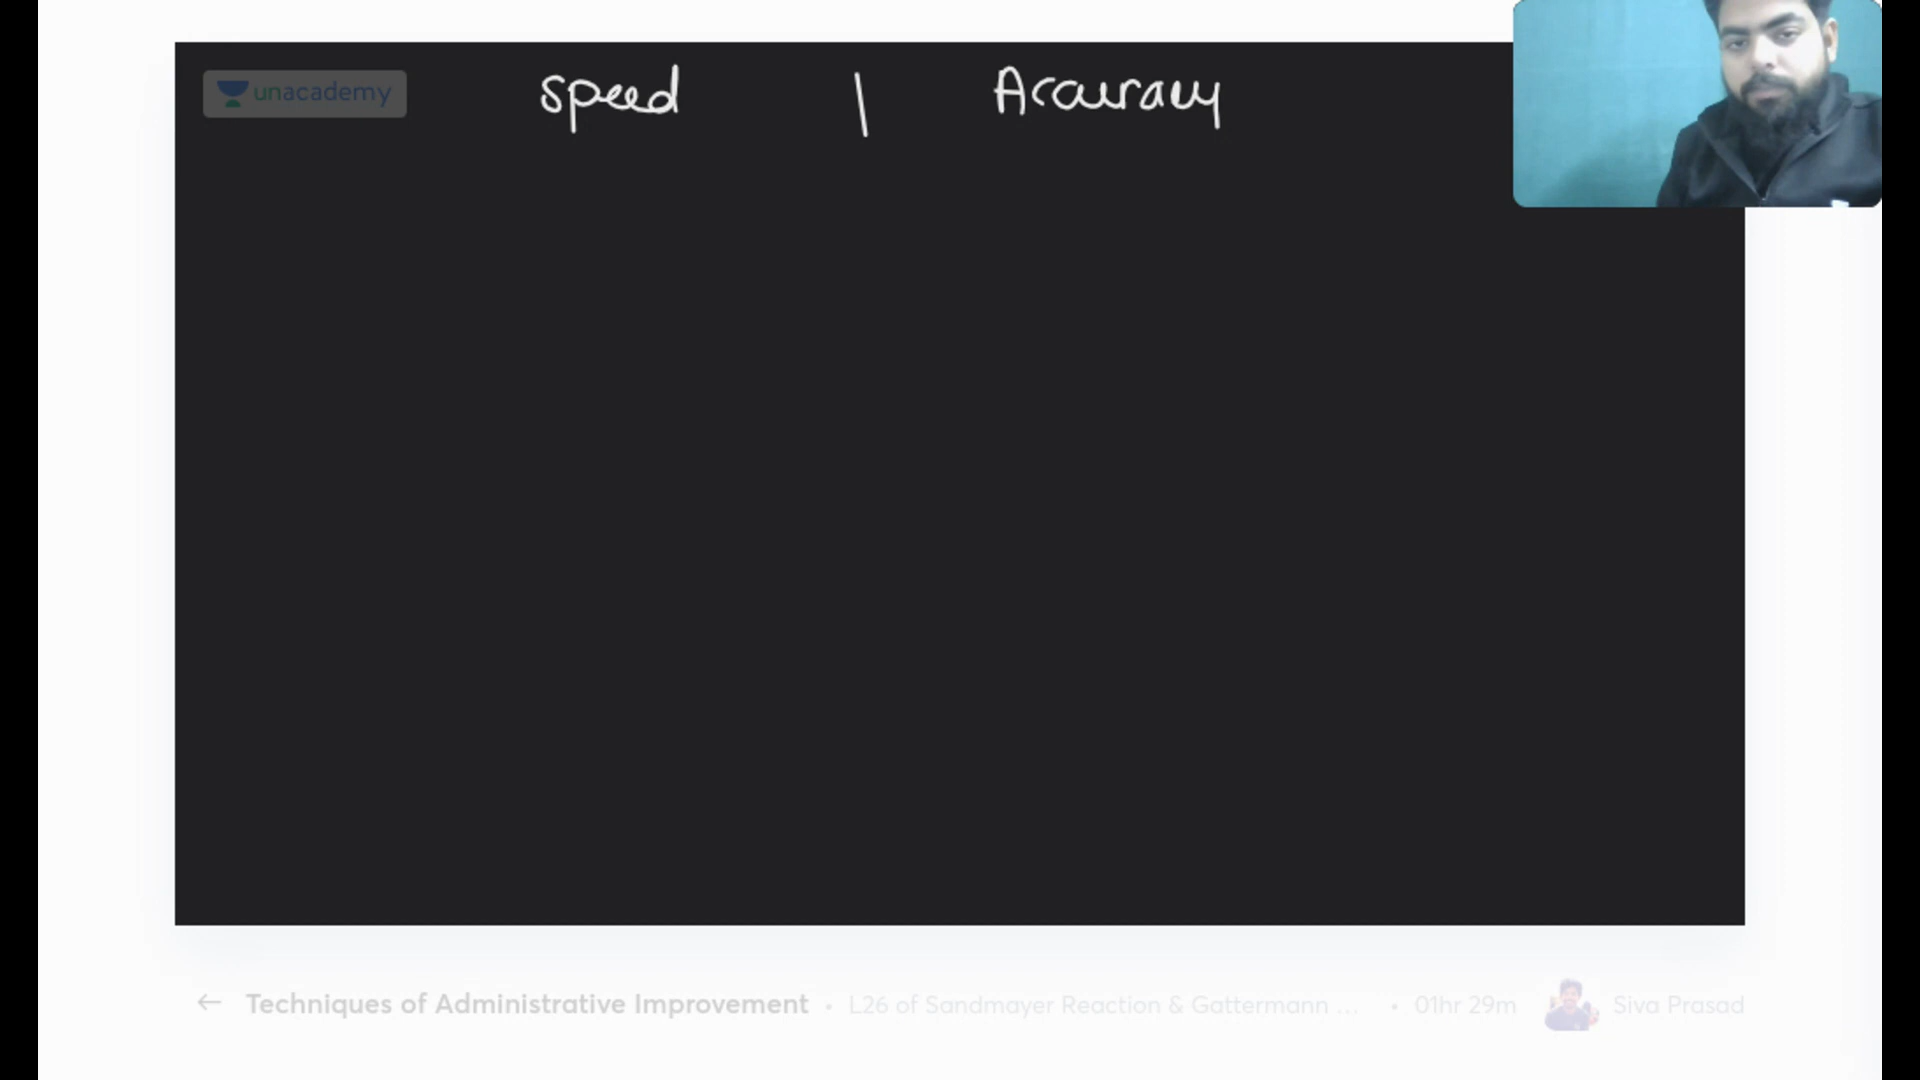 unacademy speed | Accuracy
Techniques of Administrative Improvement • L26 of Sandmayer Reaction & Gattermann ... • 01hr 29m Siva Prasad